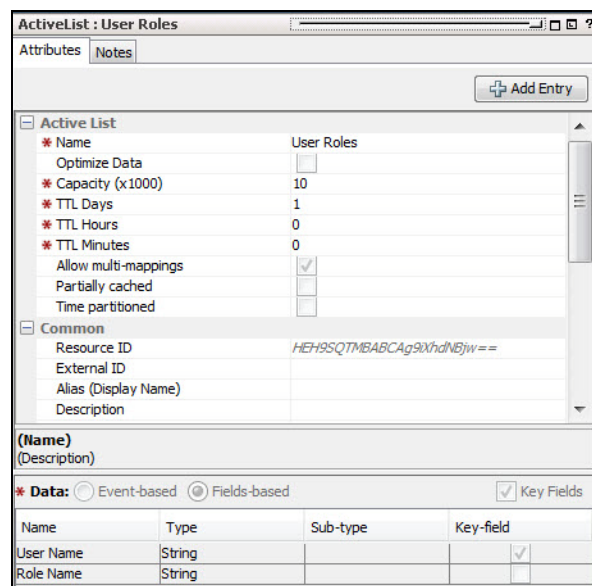 ActiveList : User Roles ?
Attributes Notes
Add Entry
Active List
* Name User Roles
Optimize Data
* Capacity (x1000) 10
* TTL Days 1
* TTL Hours 0
* TTL Minutes 0
Allow multi-mappings
Partially cached
Time partitioned
Common
Resource ID HEH9SQTMBABCAg9iXhdNBjw==
External ID
Alias (Display Name)
Description
(Name)
(Description)
* Data: Event-based Fields-based Key Fields
Name Type Sub-type Key-field
User Name String
Role Name String